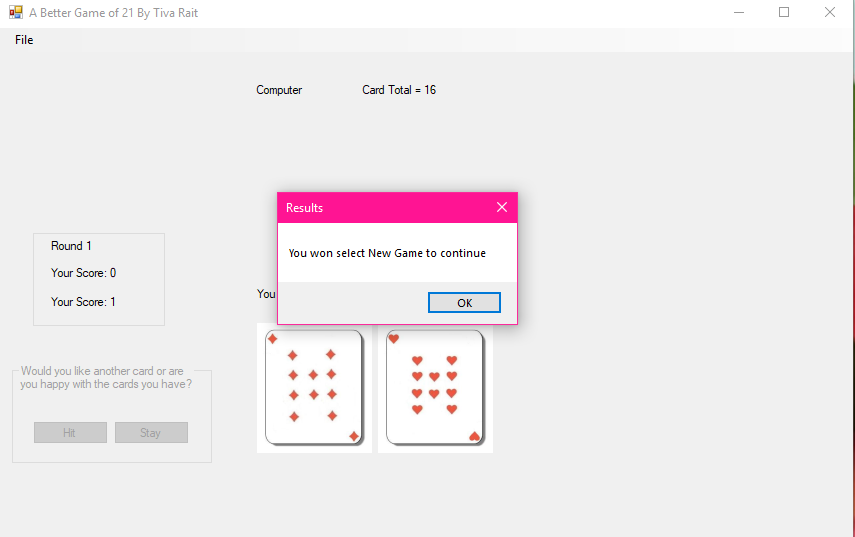 A Better Game of 21 By Tiva Rait
File
Computer Card Total = 16
Results
You won select New Game to continue
OK
Round 1
Your Score: 0
Your Score: 1
You
Would you like another card or are
you happy with the cards you have?
Hit Stay